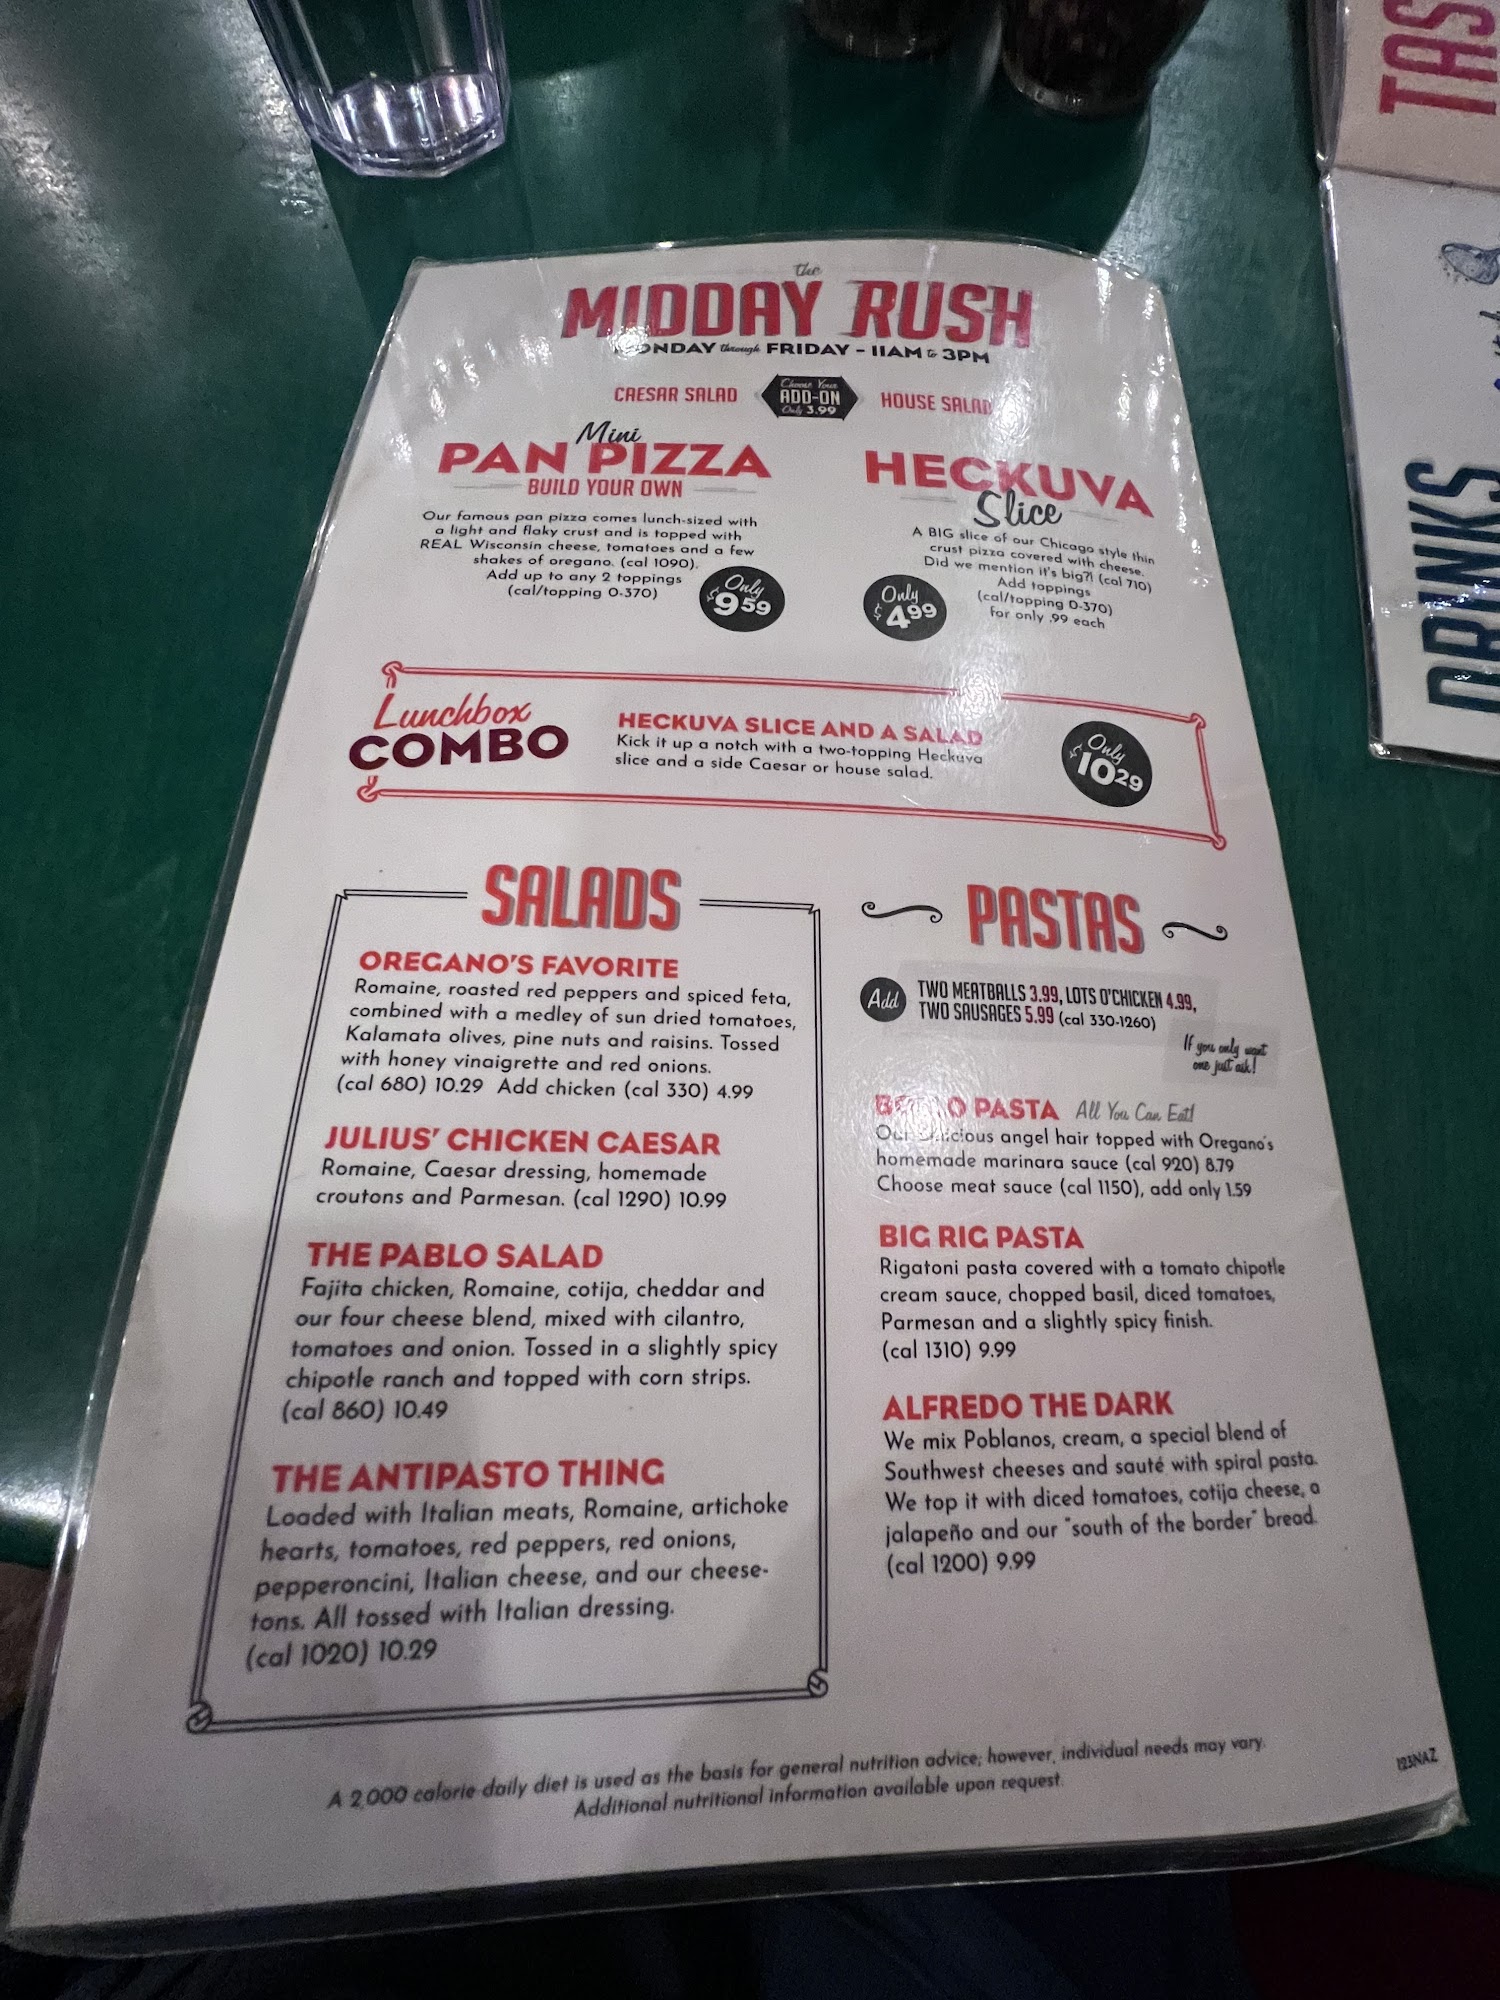 the
MIDDAY RUSH
MONDAY through FRIDAY - 11AM to 3PM
CAESAR SALAD
Choose Your
ADD-ON
Only 3.99
HOUSE SALAD
Mini
PAN PIZZA
BUILD YOUR OWN
Our famous pan pizza comes lunch-sized with
a light and flaky crust and is topped with
REAL Wisconsin cheese, tomatoes and a few
shakes of oregano. (cal 1090).
Add up to any 2 toppings
(cal/topping 0-370)
Only
$9.59
HECKUVA
Slice
A BIG slice of our Chicago style thin
crust pizza covered with cheese.
Did we mention it's big?! (cal 710)
Add toppings
(cal/topping 0-370)
for only .99 each
Only
$4.99
Lunchbox
COMBO
HECKUVA SLICE AND A SALAD
Kick it up a notch with a two-topping Heckuva
slice and a side Caesar or house salad.
Only
$10.29
SALADS
OREGANO'S FAVORITE
Romaine, roasted red peppers and spiced feta,
combined with a medley of sun dried tomatoes,
Kalamata olives, pine nuts and raisins. Tossed
with honey vinaigrette and red onions.
(cal 680) 10.29 Add chicken (cal 330) 4.99
JULIUS' CHICKEN CAESAR
Romaine, Caesar dressing, homemade
croutons and Parmesan. (cal 1290) 10.99
THE PABLO SALAD
Fajita chicken, Romaine, cotija, cheddar and
our four cheese blend, mixed with cilantro,
tomatoes and onion. Tossed in a slightly spicy
chipotle ranch and topped with corn strips.
(cal 860) 10.49
THE ANTIPASTO THING
Loaded with Italian meats, Romaine, artichoke
hearts, tomatoes, red peppers, red onions,
pepperoncini, Italian cheese, and our cheese-
tons. All tossed with Italian dressing.
(cal 1020) 10.29
PASTAS
Add
TWO MEATBALLS 3.99, LOTS O'CHICKEN 4.99,
TWO SAUSAGES 5.99 (cal 330-1260)
If you only want
one just ask!
PASTA All You Can Eat!
Our delicious angel hair topped with Oregano's
homemade marinara sauce (cal 920) 8.79
Choose meat sauce (cal 1150), add only 1.59
BIG RIG PASTA
Rigatoni pasta covered with a tomato chipotle
cream sauce, chopped basil, diced tomatoes,
Parmesan and a slightly spicy finish.
(cal 1310) 9.99
ALFREDO THE DARK
We mix Poblanos, cream, a special blend of
Southwest cheeses and sauté with spiral pasta.
We top it with diced tomatoes, cotija cheese, a
jalapeño and our "south of the border" bread.
(cal 1200) 9.99
A 2,000 calorie daily diet is used as the basis for general nutrition advice; however, individual needs may vary.
Additional nutritional information available upon request.
123NAZ
TAS
DRINKS